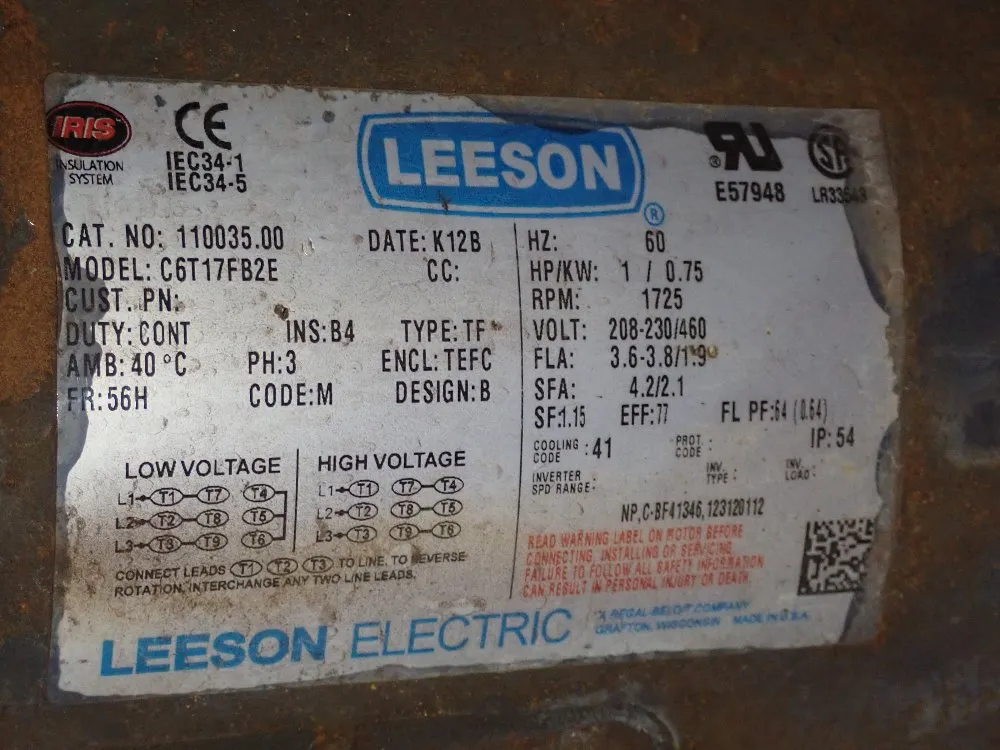 IRIS
INSULATION
SYSTEM
CE
IEC34-1
IEC34-5
LEESON
®
®
E57948
CAT. NO: 110035.00
DATE: K12B
MODEL: C6T17FB2E
CC:
CUST. PN:
DUTY: CONT INS: B4 TYPE: TF
AMB: 40 °C PH: 3 ENCL: TEFC
FR: 56H CODE: M DESIGN: B
HZ: 60
HP/KW: 1 / 0.75
RPM: 1725
VOLT: 208-230/460
FLA: 3.6-3.8/1.9
SFA: 4.2/2.1
SF: 1.15 EFF: 77 FL PF: 64 (0.64)
COOLING CODE : 41
PROT. CODE :
IP: 54
INVERTER SPD RANGE -
INV. TYPE :
INV. LOAD :
NP,C-BF41346,123120112
LOW VOLTAGE
L1 T1 T7 T4
L2 T2 T8 T5
L3 T3 T9 T6
HIGH VOLTAGE
L1 T1 T7 T4
L2 T2 T8 T5
L3 T3 T9 T6
CONNECT LEADS T1 T2 T3 TO LINE, TO REVERSE
ROTATION, INTERCHANGE ANY TWO LINE LEADS.
READ WARNING LABEL ON MOTOR BEFORE
CONNECTING, INSTALLING OR SERVICING.
FAILURE TO FOLLOW ALL SAFETY INFORMATION
CAN RESULT IN PERSONAL INJURY OR DEATH.
LEESON ELECTRIC
A REGAL-BELOIT COMPANY
GRAFTON, WISCONSIN MADE IN U.S.A.